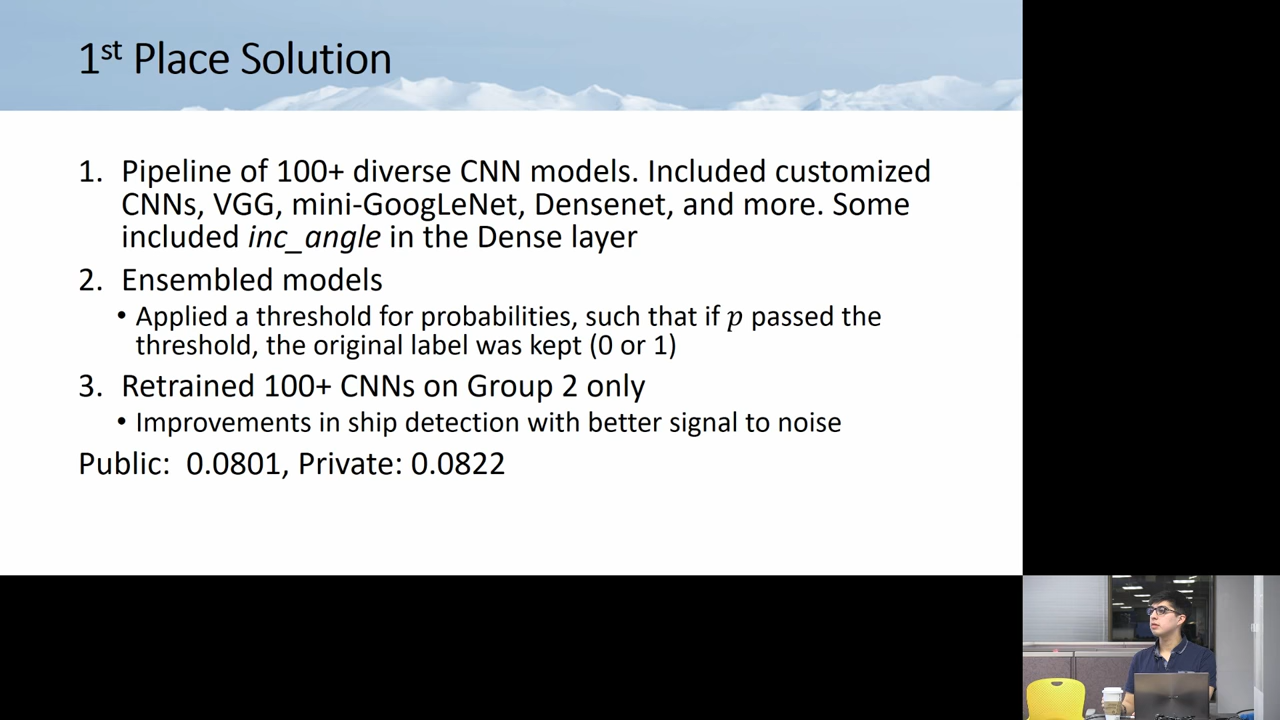 1st Place Solution
1. Pipeline of 100+ diverse CNN models. Included customized
CNNs, VGG, mini-GoogLeNet, Densenet, and more. Some
included inc_angle in the Dense layer
2. Ensembled models
• Applied a threshold for probabilities, such that if p passed the
threshold, the original label was kept (0 or 1)
3. Retrained 100+ CNNs on Group 2 only
• Improvements in ship detection with better signal to noise
Public: 0.0801, Private: 0.0822